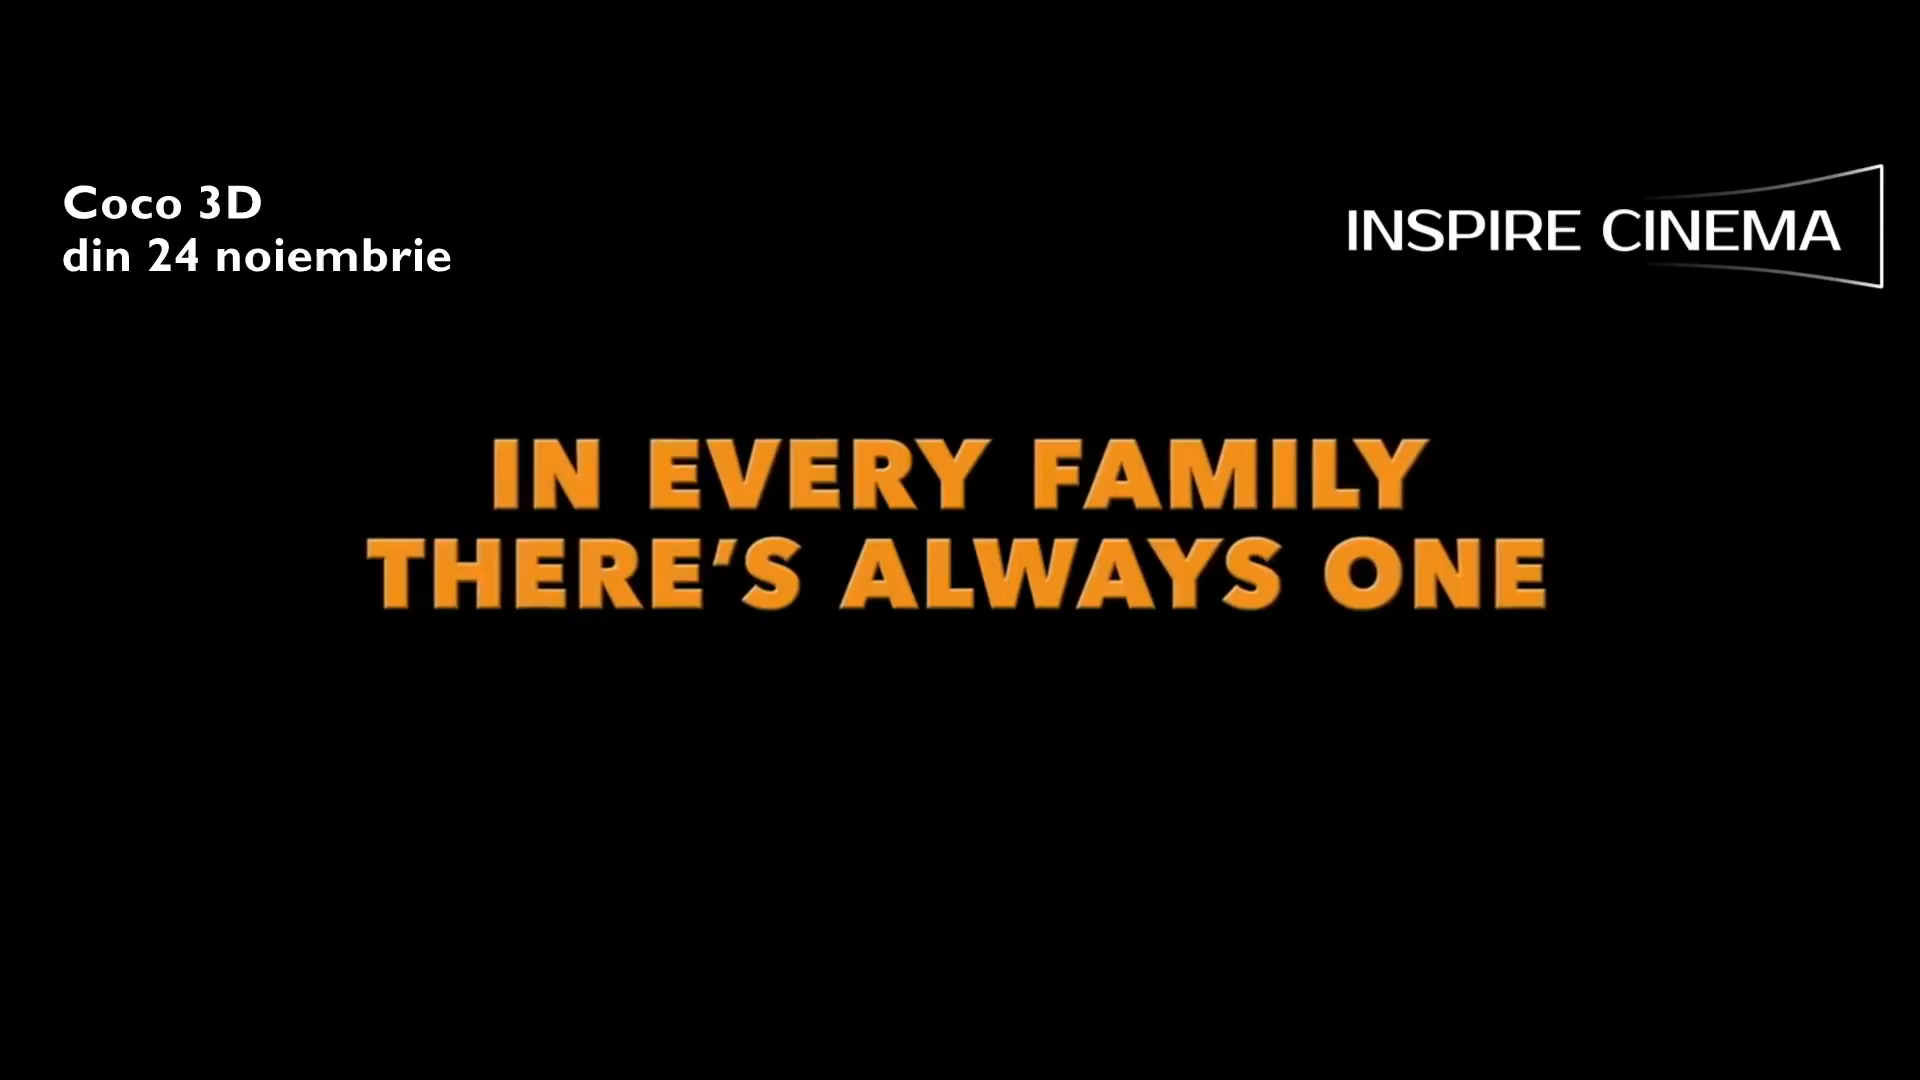 Coco 3D
din 24 noiembrie
INSPIRE CINEMA
IN EVERY FAMILY
THERE'S ALWAYS ONE